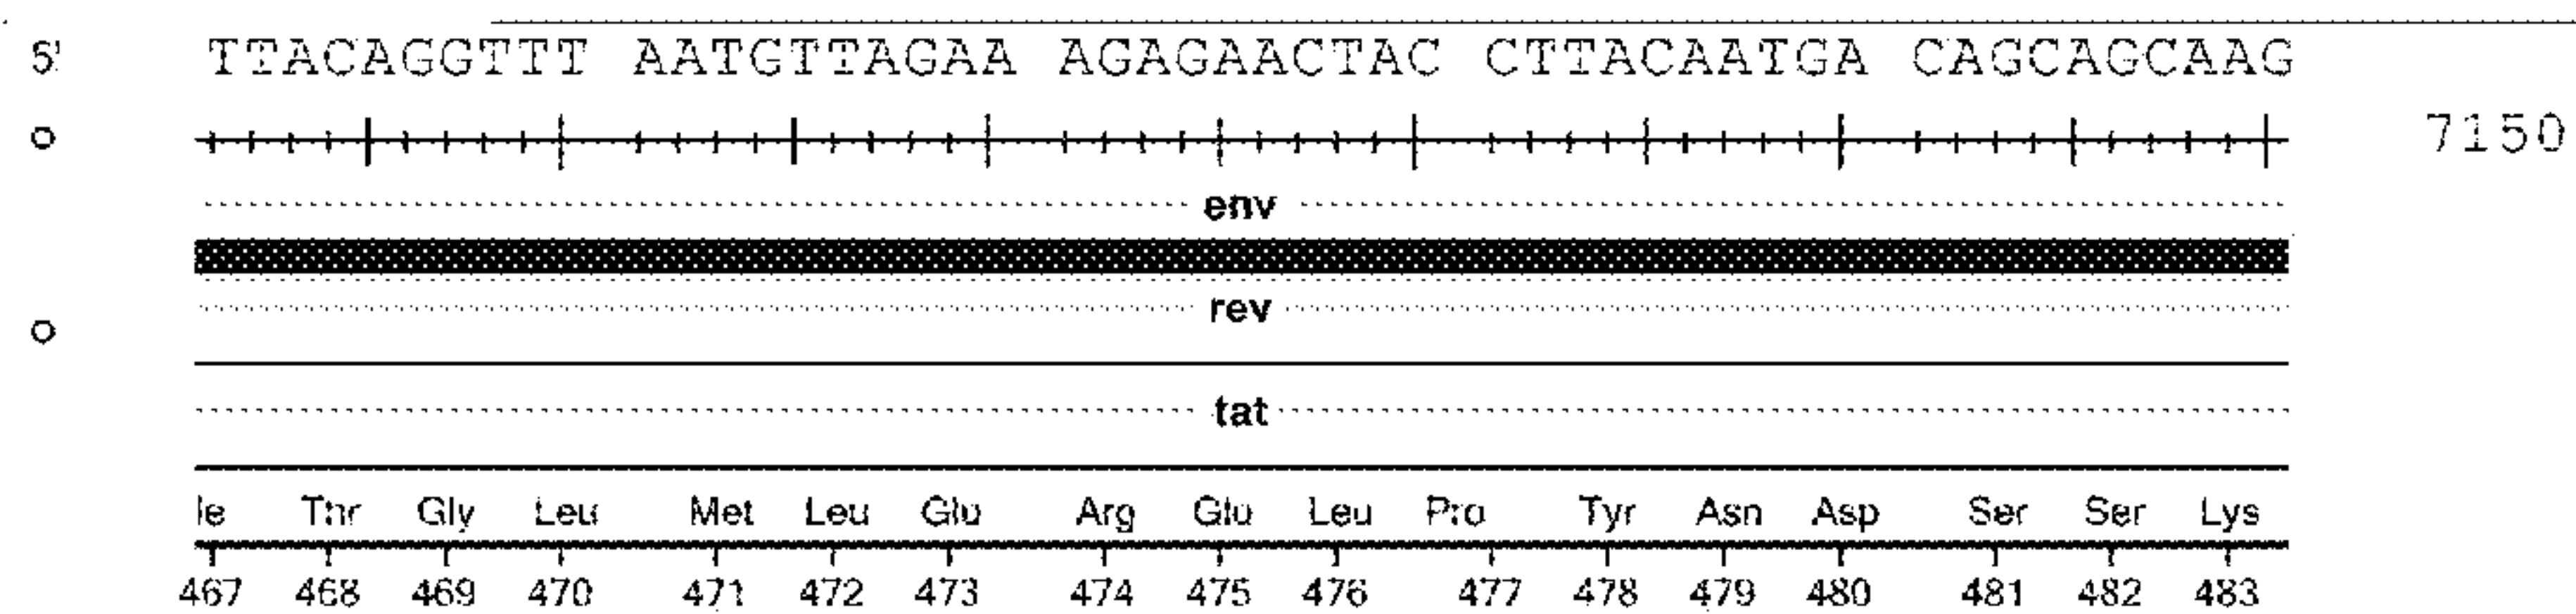 5' TTACAGGTTT AATGTTAGAA AGAGAACTAC CTTACAATGA CAGCAGCAAG
7150
env
rev
tat
le Thr Gly Leu Met Leu Glu Arg Glu Leu Pro Tyr Asn Asp Ser Ser Lys
467 468 469 470 471 472 473 474 475 476 477 478 479 480 481 482 483